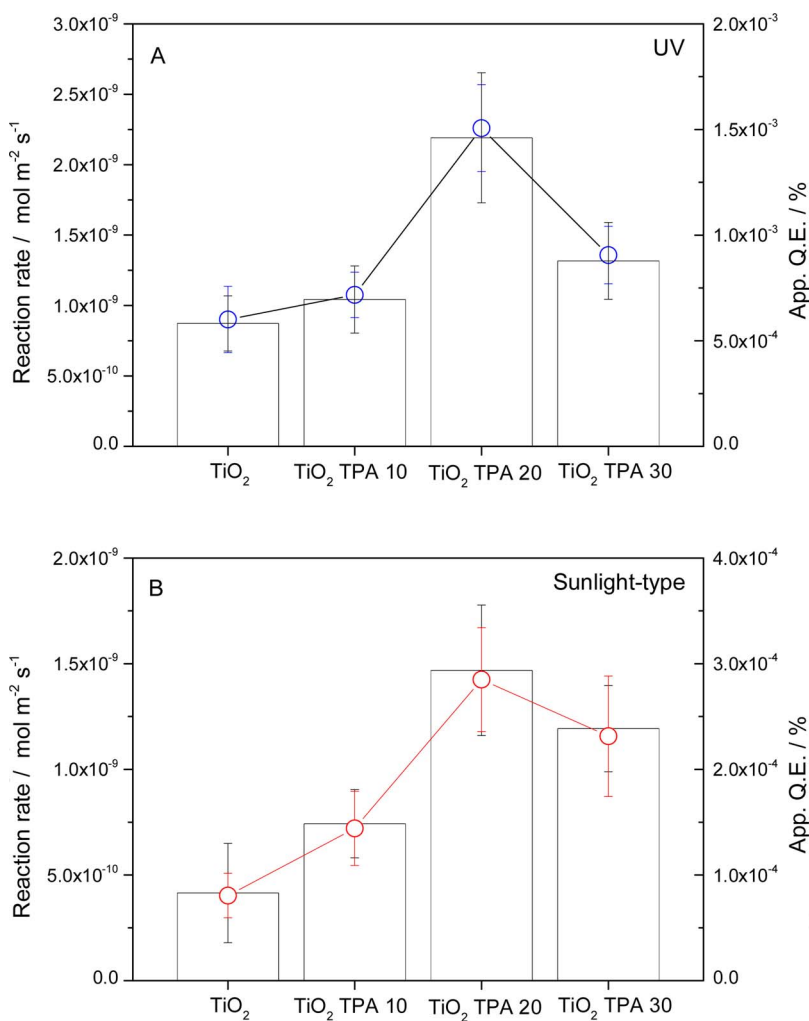 A
UV
Reaction rate / mol m⁻² s⁻¹
3.0x10⁻⁹
2.5x10⁻⁹
2.0x10⁻⁹
1.5x10⁻⁹
1.0x10⁻⁹
5.0x10⁻¹⁰
0.0
2.0x10⁻³
1.5x10⁻³
1.0x10⁻³
5.0x10⁻⁴
0.0
App. Q.E. / %
TiO₂ TiO₂ TPA 10 TiO₂ TPA 20 TiO₂ TPA 30
B
Sunlight-type
Reaction rate / mol m⁻² s⁻¹
2.0x10⁻⁹
1.5x10⁻⁹
1.0x10⁻⁹
5.0x10⁻¹⁰
0.0
4.0x10⁻⁴
3.0x10⁻⁴
2.0x10⁻⁴
1.0x10⁻⁴
0.0
App. Q.E. / %
TiO₂ TiO₂ TPA 10 TiO₂ TPA 20 TiO₂ TPA 30